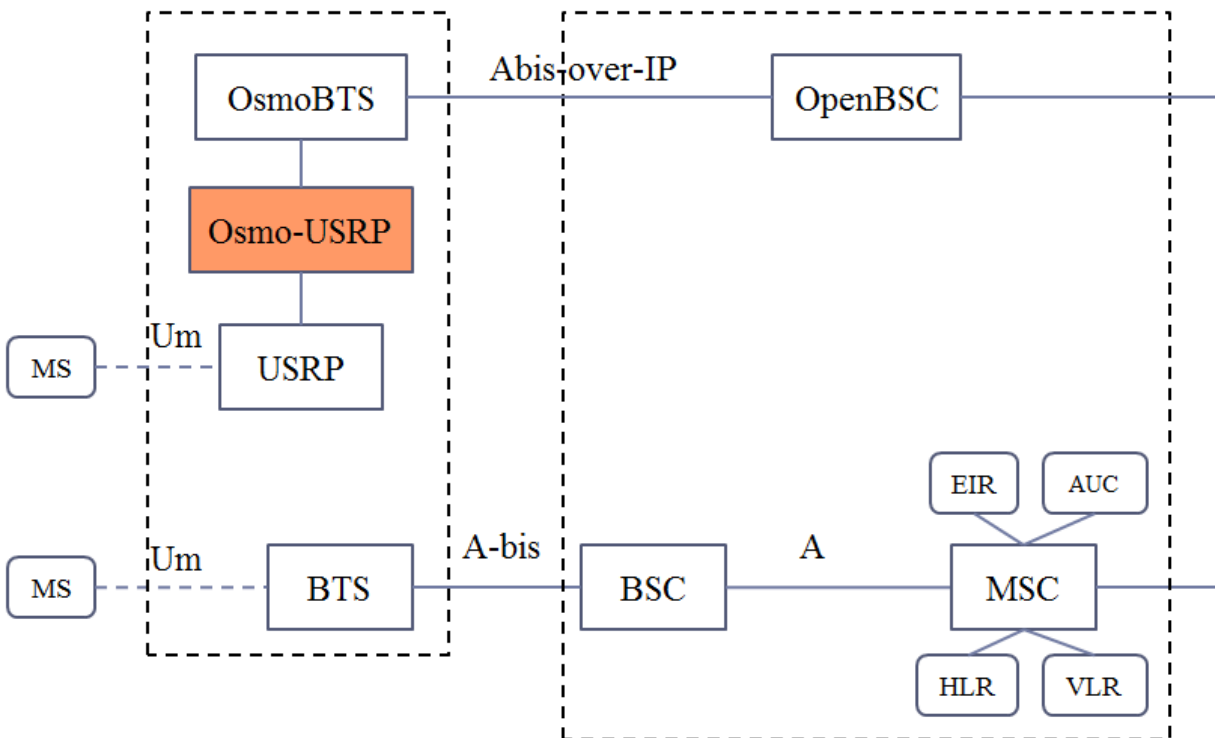 Abis-over-IP
OsmoBTS
OpenBSC
Osmo-USRP
Um
MS
USRP
EIR
AUC
Um
A-bis
A
MS
BTS
BSC
MSC
HLR
VLR